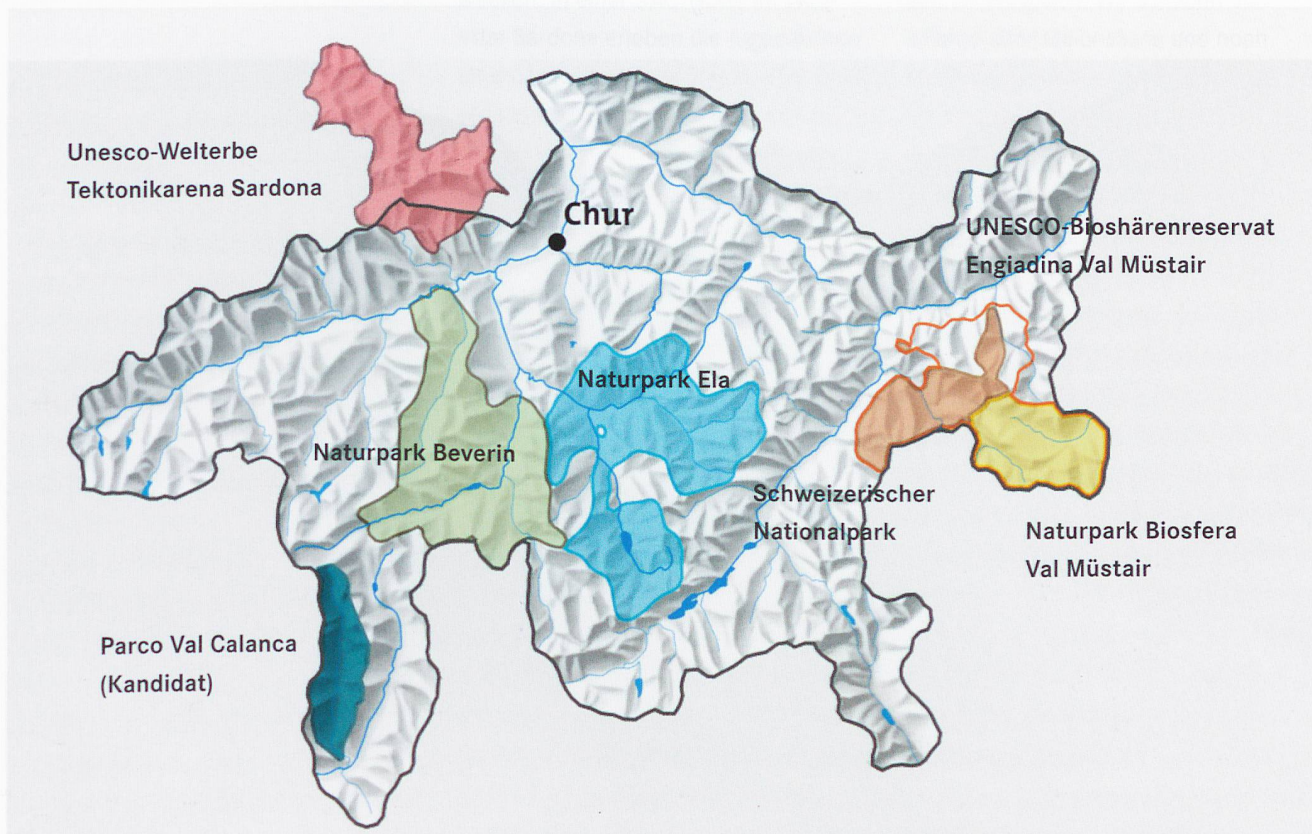 Unesco-Welterbe
Tektonikarena Sardona
Chur
UNESCO-Bioshärenreservat
Engiadina Val Müstair
Naturpark Ela
Naturpark Beverin
Schweizerischer
Nationalpark
Naturpark Biosfera
Val Müstair
Parco Val Calanca
(Kandidat)